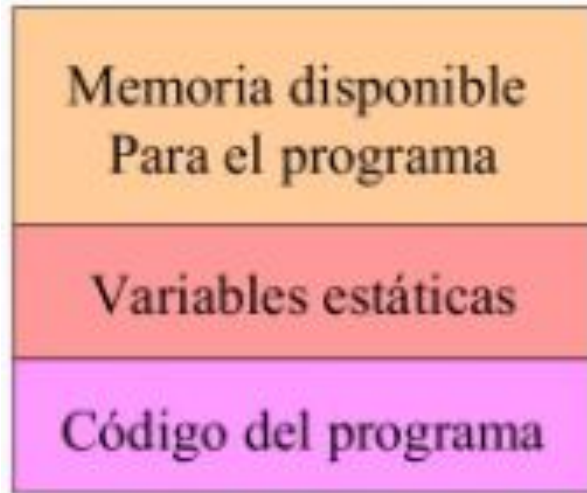 Memoria disponible
Para el programa
Variables estáticas
Código del programa